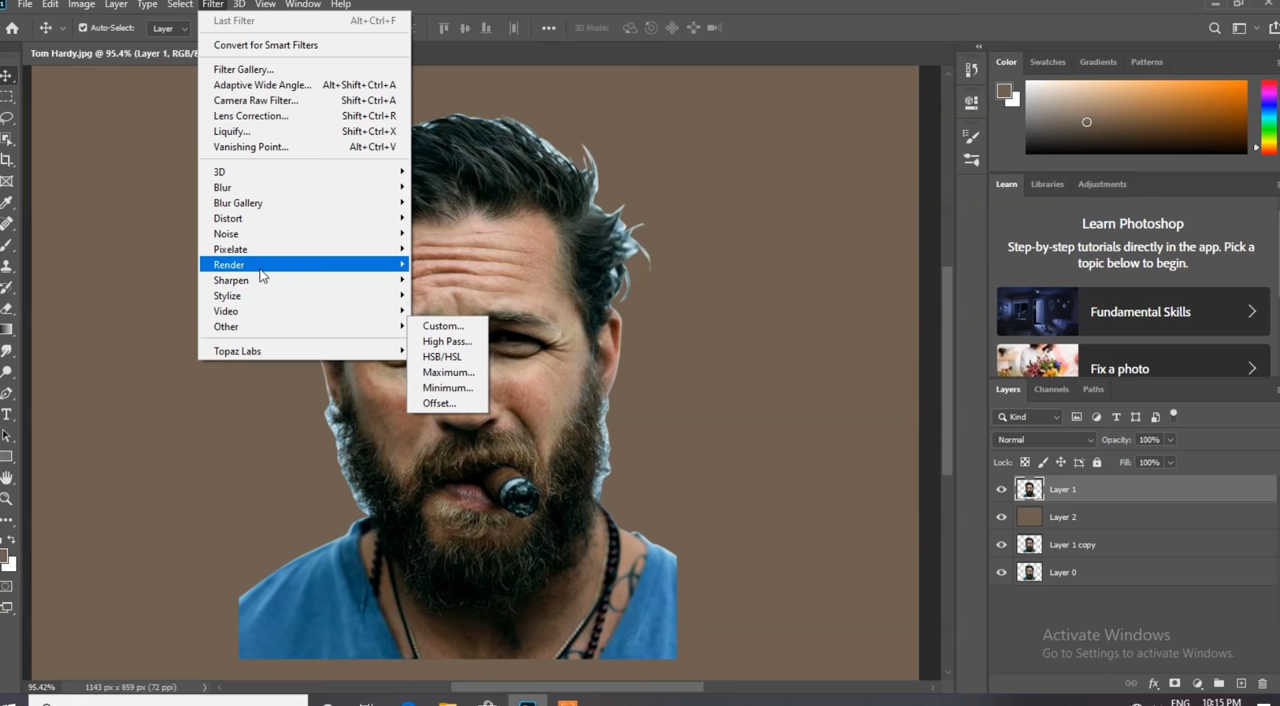 Edit Image Layer Type Select Filter 3D View Window Help
Auto-Select: Layer
3D Mode:
Tom Hardy.jpg @ 95.4% (Layer 1, RGB/8
Last Filter Alt+Ctrl+F
Convert for Smart Filters
Filter Gallery...
Adaptive Wide Angle... Alt+Shift+Ctrl+A
Camera Raw Filter... Shift+Ctrl+A
Lens Correction... Shift+Ctrl+R
Liquify... Shift+Ctrl+X
Vanishing Point... Alt+Ctrl+V
3D
Blur
Blur Gallery
Distort
Noise
Pixelate
Render
Sharpen
Stylize
Video
Other
Topaz Labs
Custom...
High Pass...
HSB/HSL
Maximum...
Minimum...
Offset...
Color Swatches Gradients Patterns
Learn Libraries Adjustments
Learn Photoshop
Step-by-step tutorials directly in the app. Pick a
topic below to begin.
Fundamental Skills
Fix a photo
Layers Channels Paths
Kind
Normal Opacity: 100%
Lock: Fill: 100%
Layer 1
Layer 2
Layer 1 copy
Layer 0
Activate Windows
Go to Settings to activate Windows.
95.42% 1143 px x 859 px (72 ppi)
ENG 10:15 PM